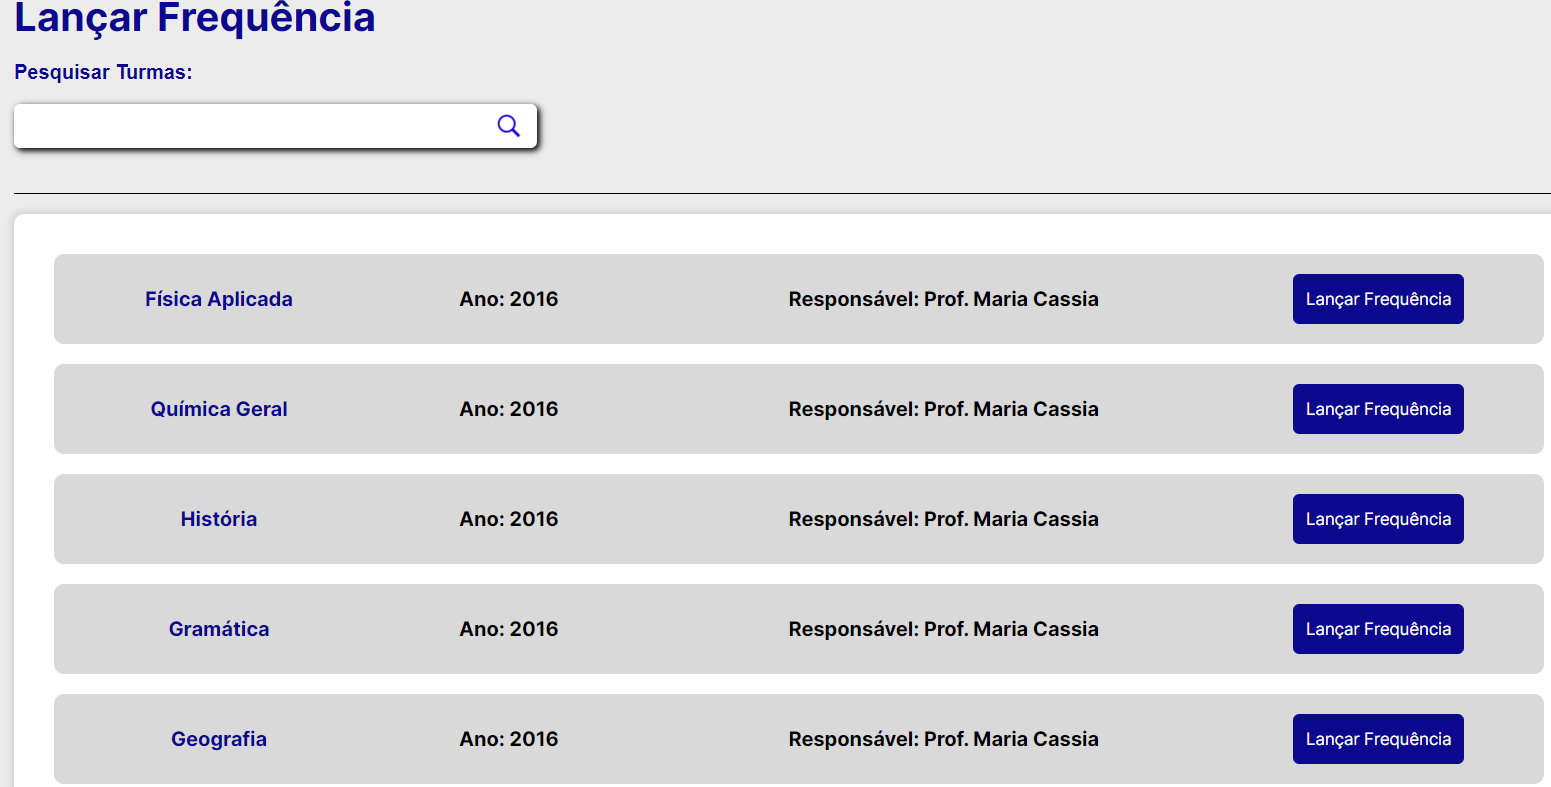 Lançar Frequência
Pesquisar Turmas:
Física Aplicada Ano: 2016 Responsável: Prof. Maria Cassia Lançar Frequência
Química Geral Ano: 2016 Responsável: Prof. Maria Cassia Lançar Frequência
História Ano: 2016 Responsável: Prof. Maria Cassia Lançar Frequência
Gramática Ano: 2016 Responsável: Prof. Maria Cassia Lançar Frequência
Geografia Ano: 2016 Responsável: Prof. Maria Cassia Lançar Frequência